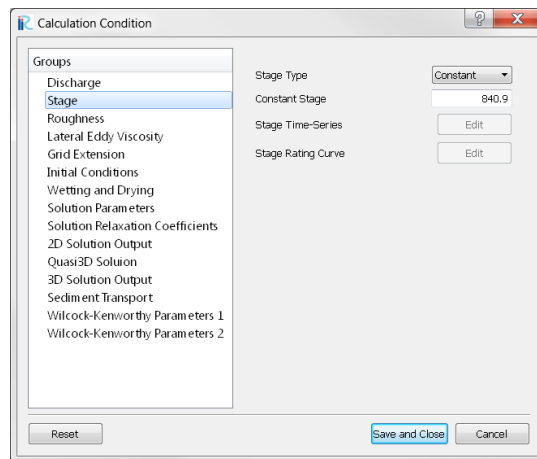 Calculation Condition
Groups
Discharge
Stage
Roughness
Lateral Eddy Viscosity
Grid Extension
Initial Conditions
Wetting and Drying
Solution Parameters
Solution Relaxation Coefficients
2D Solution Output
Quasi3D Soluion
3D Solution Output
Sediment Transport
Wilcock-Kenworthy Parameters 1
Wilcock-Kenworthy Parameters 2
Stage Type Constant
Constant Stage 840.9
Stage Time-Series Edit
Stage Rating Curve Edit
Reset Save and Close Cancel